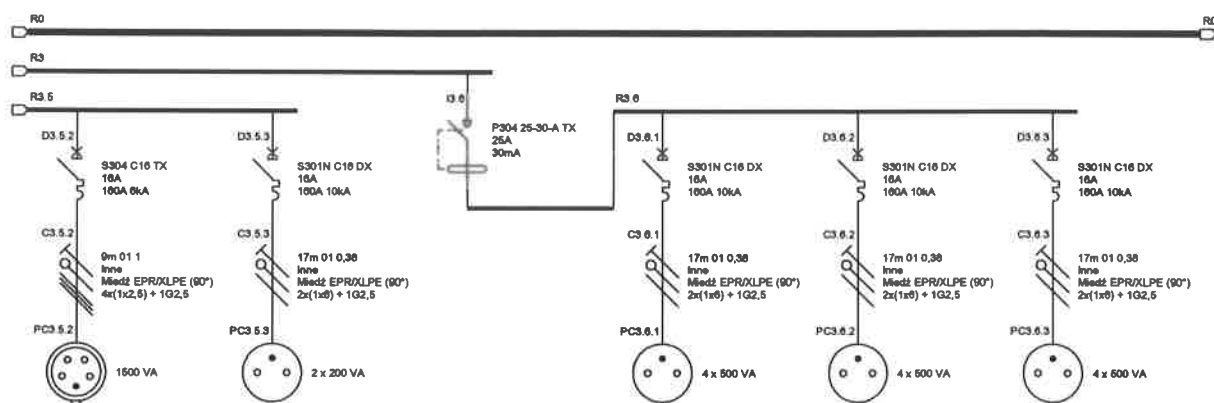 R0
R0
R3
R3.5
I3.6
R3.6
P304 25-30-A TX
25A
30mA
D3.5.2
S304 C16 TX
16A
160A 6kA
D3.5.3
S301N C16 DX
16A
160A 10kA
D3.6.1
S301N C16 DX
16A
160A 10kA
D3.6.2
S301N C16 DX
16A
160A 10kA
D3.6.3
S301N C16 DX
16A
160A 10kA
C3.5.2
9m 01 1
Inne
Miedź EPR/XLPE (90°)
4x(1x2,5) + 1G2,5
C3.5.3
17m 01 0,38
Inne
Miedź EPR/XLPE (90°)
2x(1x6) + 1G2,5
C3.6.1
17m 01 0,38
Inne
Miedź EPR/XLPE (90°)
2x(1x6) + 1G2,5
C3.6.2
17m 01 0,38
Inne
Miedź EPR/XLPE (90°)
2x(1x6) + 1G2,5
C3.6.3
17m 01 0,38
Inne
Miedź EPR/XLPE (90°)
2x(1x6) + 1G2,5
PC3.5.2
1500 VA
PC3.5.3
2 x 200 VA
PC3.6.1
4 x 500 VA
PC3.6.2
4 x 500 VA
PC3.6.3
4 x 500 VA